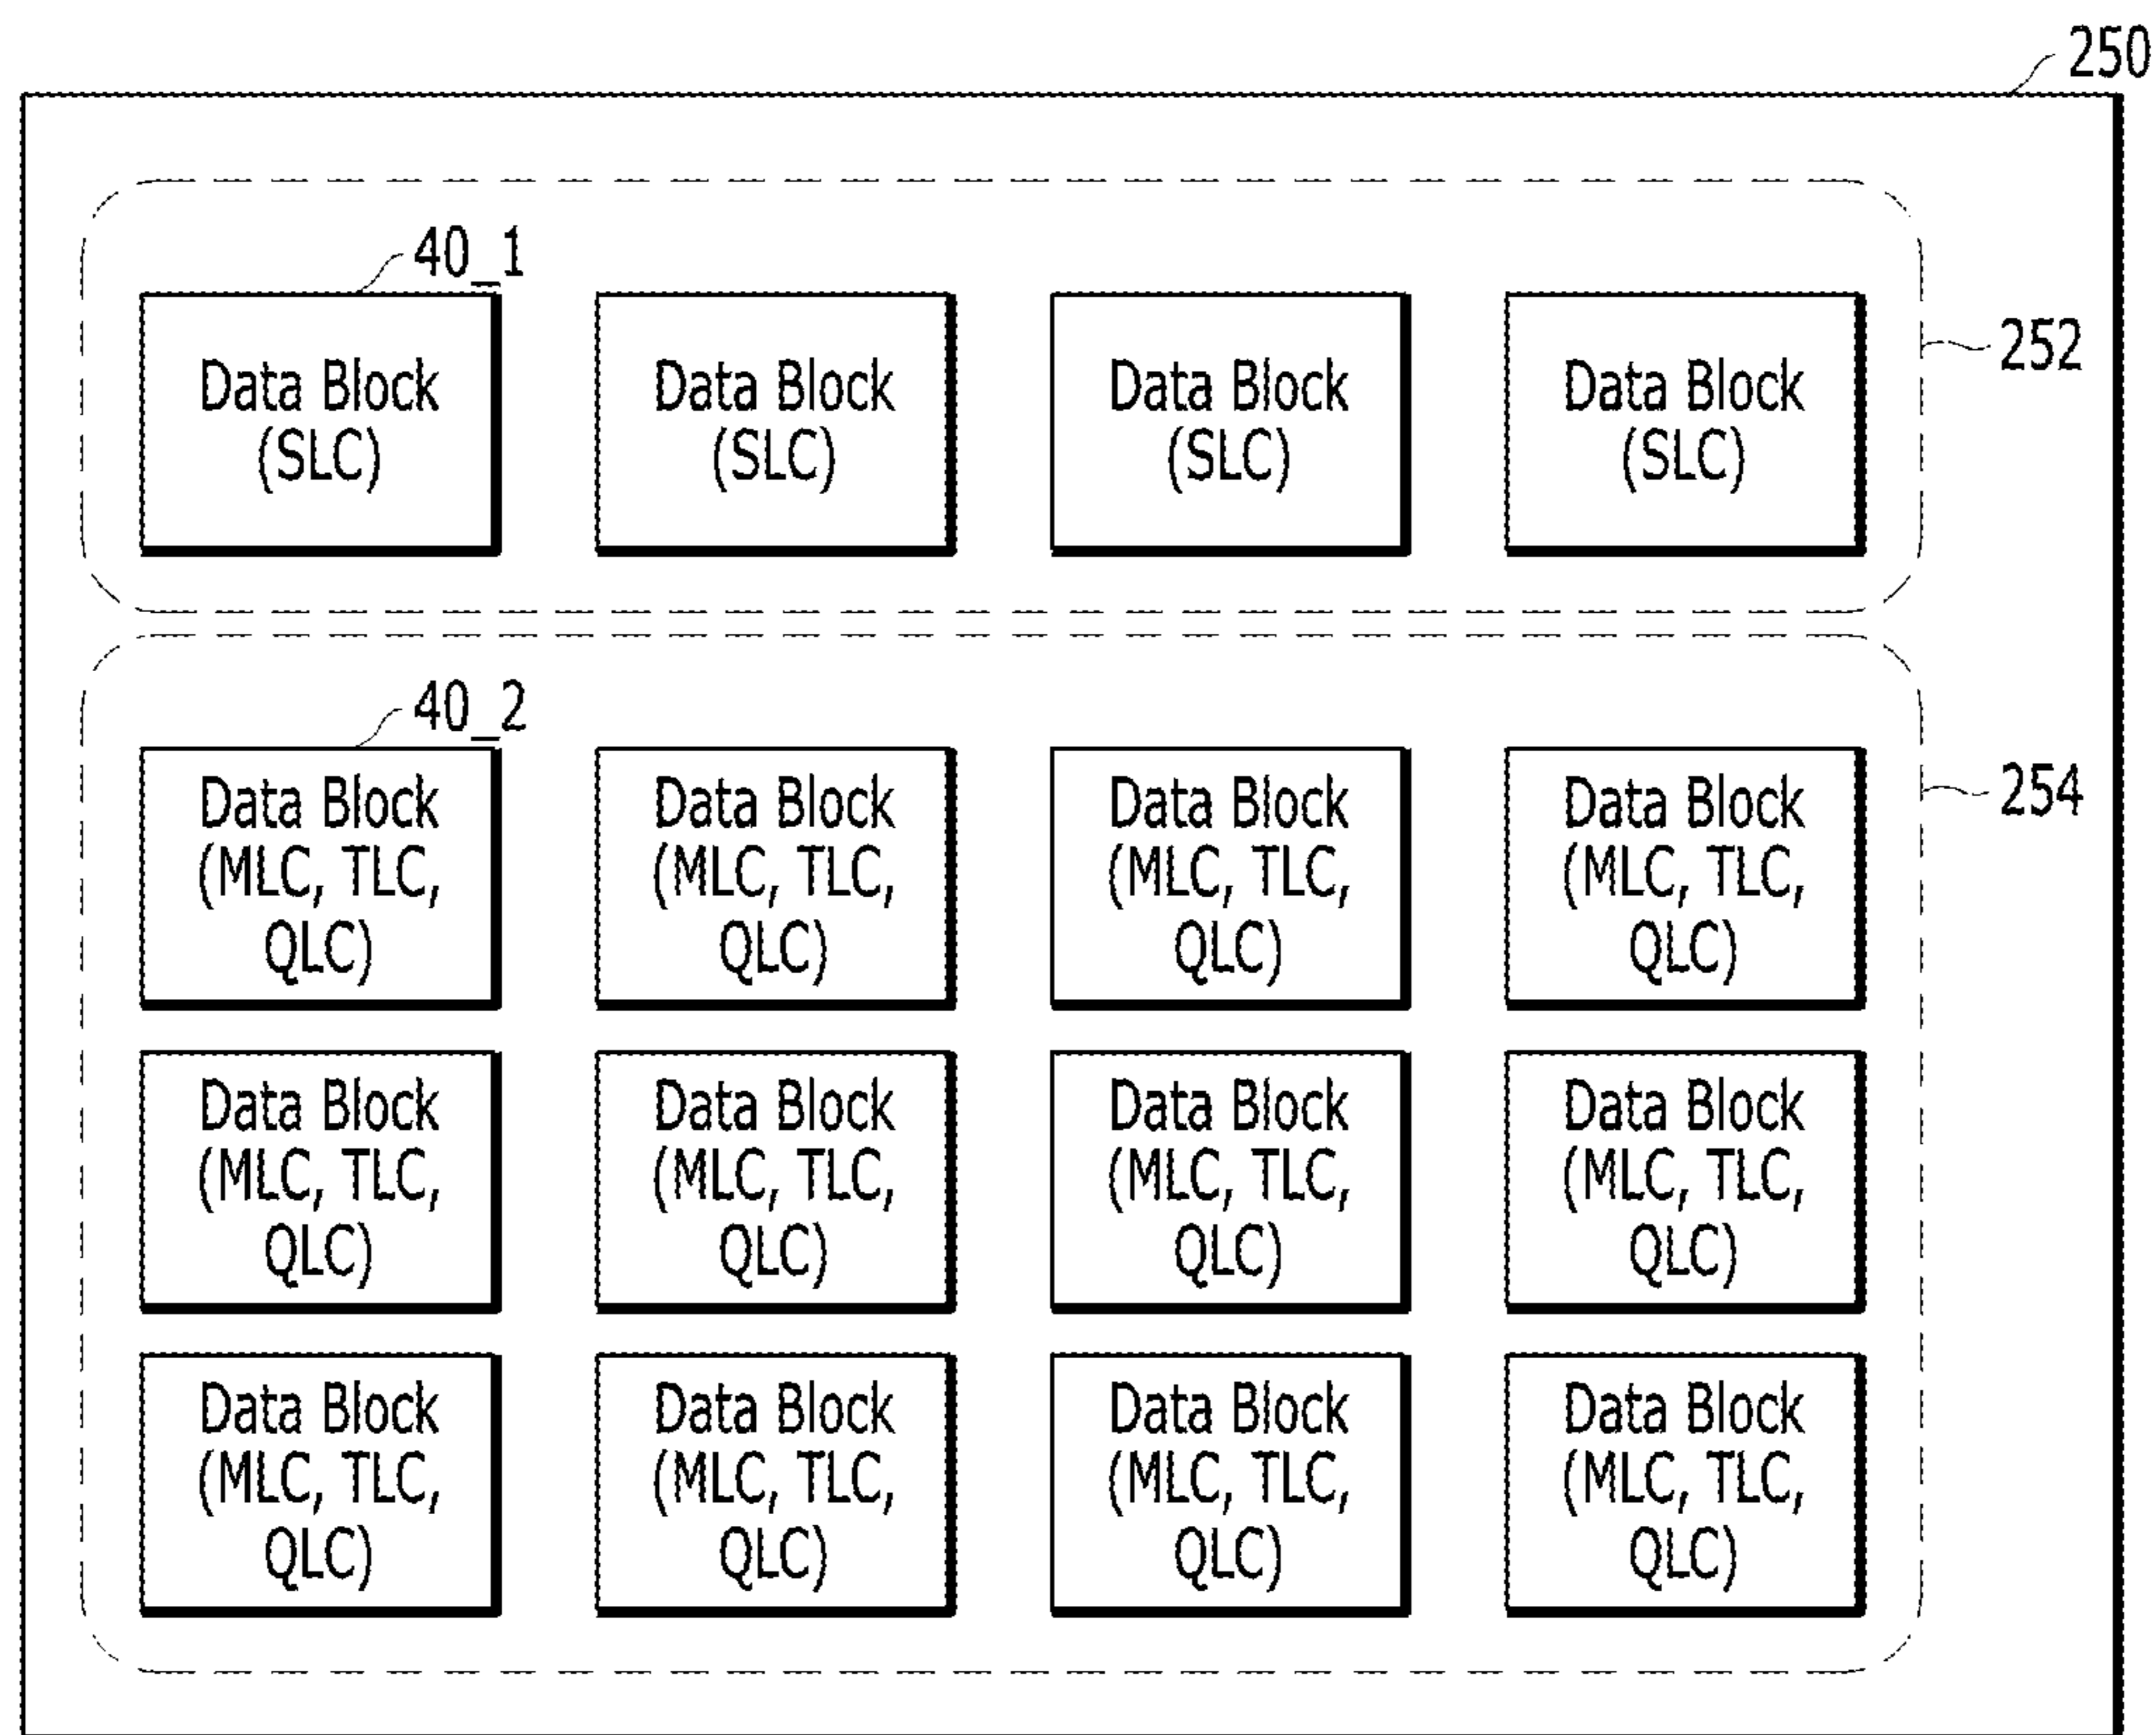 250
40_1
Data Block
(SLC)
Data Block
(SLC)
Data Block
(SLC)
Data Block
(SLC)
252
40_2
Data Block
(MLC, TLC,
QLC)
Data Block
(MLC, TLC,
QLC)
Data Block
(MLC, TLC,
QLC)
Data Block
(MLC, TLC,
QLC)
254
Data Block
(MLC, TLC,
QLC)
Data Block
(MLC, TLC,
QLC)
Data Block
(MLC, TLC,
QLC)
Data Block
(MLC, TLC,
QLC)
Data Block
(MLC, TLC,
QLC)
Data Block
(MLC, TLC,
QLC)
Data Block
(MLC, TLC,
QLC)
Data Block
(MLC, TLC,
QLC)